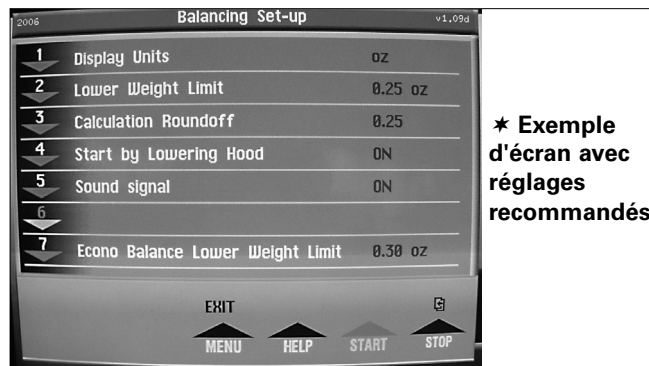 2006 Balancing Set-up v1.09d
1 Display Units oz
2 Lower Weight Limit 0.25 oz
3 Calculation Roundoff 0.25
4 Start by Lowering Hood ON
5 Sound signal ON
6
7 Econo Balance Lower Weight Limit 0.30 oz
EXIT
MENU HELP START STOP
✶ Exemple
d'écran avec
réglages
recommandés